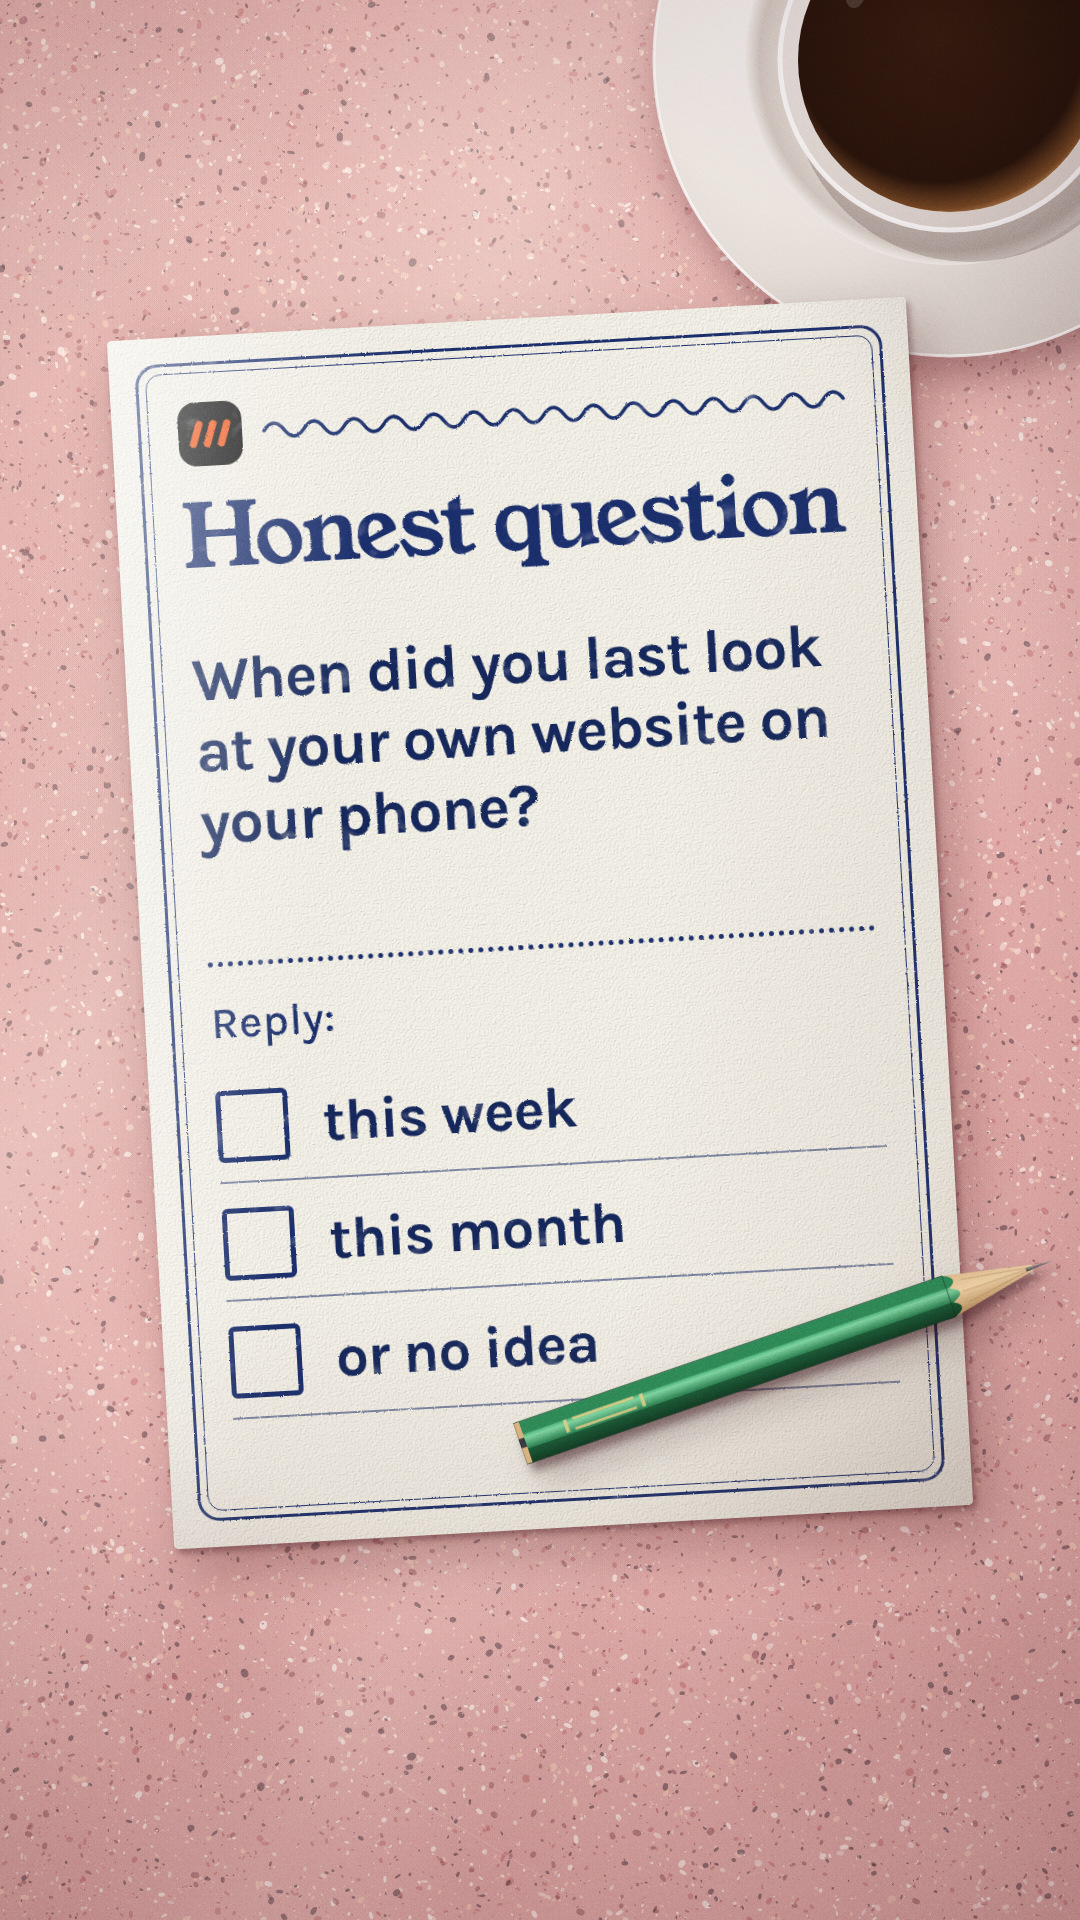 Honest question
When did you last look
at your own website on
your phone?
Reply:
this week
this month
or no idea